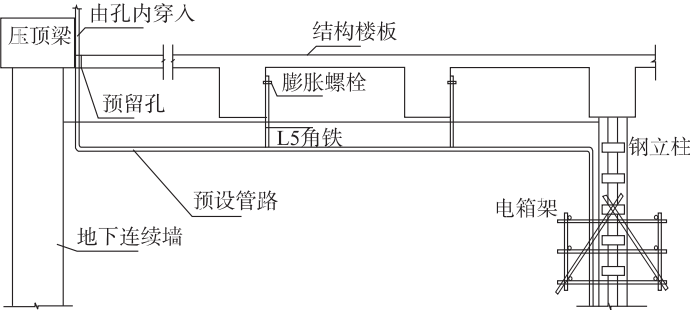 由孔内穿入
压顶梁
结构楼板
膨胀螺栓
预留孔
L5角铁
钢立柱
预设管路
电箱架
地下连续墙